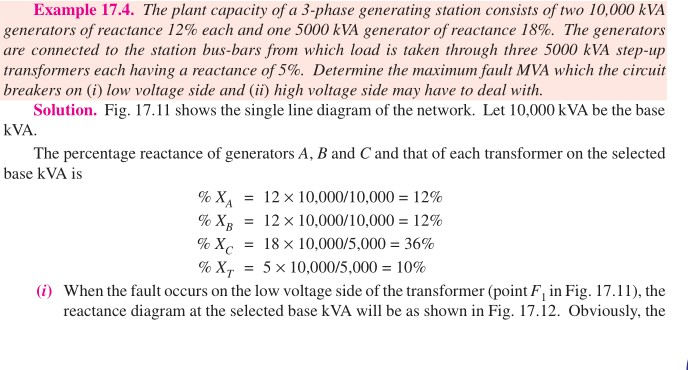 Example 17.4. The plant capacity of a 3-phase generating station consists of two 10,000 kVA
generators of reactance 12% each and one 5000 kVA generator of reactance 18%. The generators
are connected to the station bus-bars from which load is taken through three 5000 kVA step-up
transformers each having a reactance of 5%. Determine the maximum fault MVA which the circuit
breakers on (i) low voltage side and (ii) high voltage side may have to deal with.
Solution. Fig. 17.11 shows the single line diagram of the network. Let 10,000 kVA be the base
kVA.
The percentage reactance of generators A, B and C and that of each transformer on the selected
base kVA is
% X_A = 12 × 10,000/10,000 = 12%
% X_B = 12 × 10,000/10,000 = 12%
% X_C = 18 × 10,000/5,000 = 36%
% X_T = 5 × 10,000/5,000 = 10%
(i) When the fault occurs on the low voltage side of the transformer (point F₁ in Fig. 17.11), the
reactance diagram at the selected base kVA will be as shown in Fig. 17.12. Obviously, the